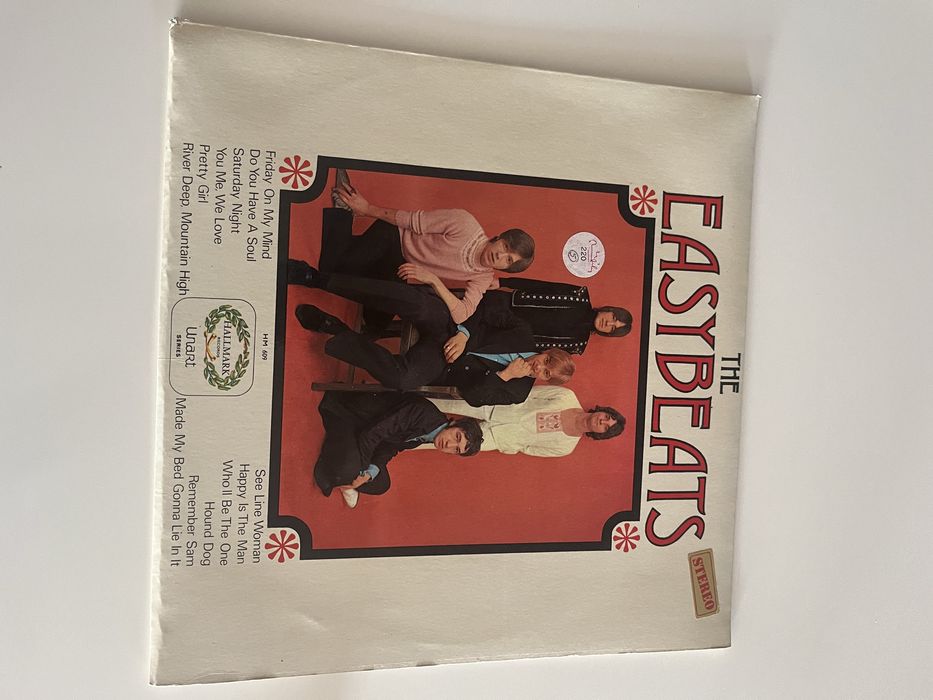 THE
EASYBEATS
STEREO
220
Friday On My Mind
Do You Have A Soul
Saturday Night
You Me, We Love
Pretty Girl
River Deep, Mountain High
HM 609
HALLMARK
RECORDS
unart
SERIES
See Line Woman
Happy Is The Man
Who'll Be The One
Hound Dog
Remember Sam
Made My Bed Gonna Lie In It